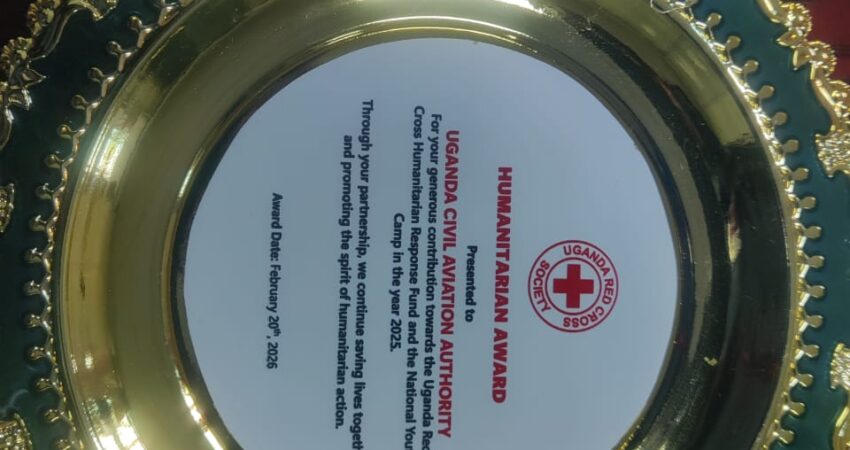 UGANDA RED CROSS
SOCIETY
HUMANITARIAN AWARD
Presented to
UGANDA CIVIL AVIATION AUTHORITY
For your generous contribution towards the Uganda Red
Cross Humanitarian Response Fund and the National
Camp in the year 2025.
Through your partnership, we continue saving lives
and promoting the spirit of humanitarian action.
Award Date: February 20th, 2026